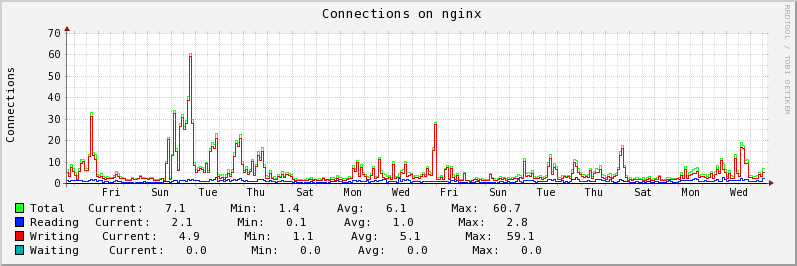 Connections on nginx
RRDTOOL / TOBI OETIKER
Connections
70
60
50
40
30
20
10
0
Fri Sun Tue Thu Sat Mon Wed Fri Sun Tue Thu Sat Mon Wed
Total Current: 7.1 Min: 1.4 Avg: 6.1 Max: 60.7
Reading Current: 2.1 Min: 0.1 Avg: 1.0 Max: 2.8
Writing Current: 4.9 Min: 1.1 Avg: 5.1 Max: 59.1
Waiting Current: 0.0 Min: 0.0 Avg: 0.0 Max: 0.0